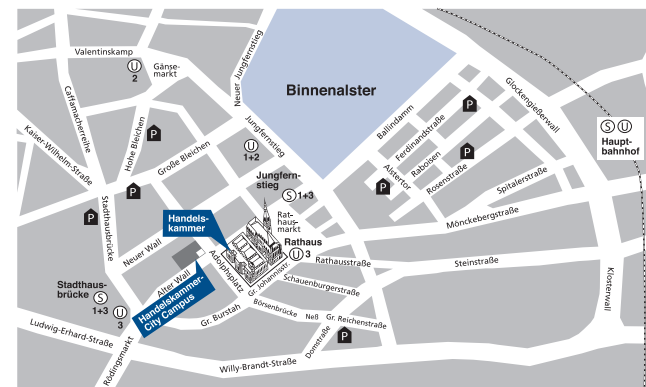 Valentinskamp
U
2
Gänse-
markt
Neuer Jungfernstieg
Binnenalster
Caffamacherreihe
Kaiser-Wilhelm-Straße
Hohe Bleichen
P
Große Bleichen
Jungfernstieg
U
1+2
Ballindamm
Ferdinandstraße
P
Glockengießerwall
Alstertor
Raboisen
P
Rosenstraße
P
S U
Haupt-
bahnhof
Spitalerstraße
Mönckebergstraße
P
P
Stadthausbrücke
Jungfern-
stieg
S 1+3
Handels-
kammer
Rat-
haus-
markt
Rathaus
U 3
Neuer Wall
Alter Wall
Adolphsplatz
Gr. Johannisstr.
Rathausstraße
Steinstraße
Schauenburgerstraße
Klosterwall
Stadthaus-
brücke
S
1+3
U
3
Handelskammer-
City Campus
Gr. Burstah
Börsenbrücke
Neß
Gr. Reichenstraße
P
Domstraße
Ludwig-Erhard-Straße
Rödingsmarkt
Willy-Brandt-Straße